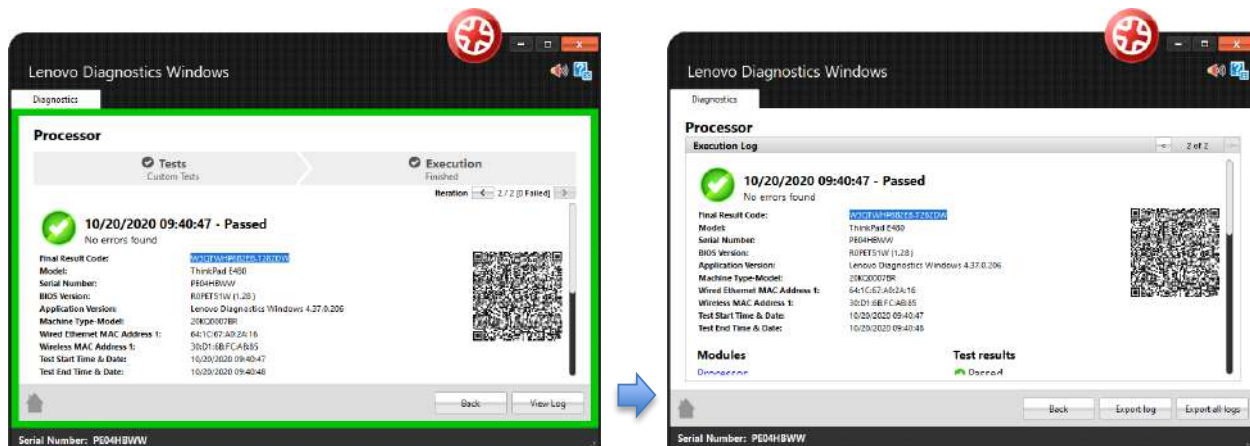 Lenovo Diagnostics Windows
Diagnostics
Processor
Tests
Custom Tests
Execution
Finished
Iteration 2 / 2 [0 Failed]
10/20/2020 09:40:47 - Passed
No errors found
Final Result Code:
Model: ThinkPad E480
Serial Number: PE04HBWW
BIOS Version: R0PET51W (1.28 )
Application Version: Lenovo Diagnostics Windows 4.37.0.206
Machine Type-Model: 20KQ0007BR
Wired Ethernet MAC Address 1: 64:1C:67:A0:2A:16
Wireless MAC Address 1: 30:D1:6B:FC:AB:85
Test Start Time & Date: 10/20/2020 09:40:47
Test End Time & Date: 10/20/2020 09:40:48
Back View Log
Serial Number: PE04HBWW
Lenovo Diagnostics Windows
Diagnostics
Processor
Execution Log 2 of 2
10/20/2020 09:40:47 - Passed
No errors found
Final Result Code:
Model: ThinkPad E480
Serial Number: PE04HBWW
BIOS Version: R0PET51W (1.28 )
Application Version: Lenovo Diagnostics Windows 4.37.0.206
Machine Type-Model: 20KQ0007BR
Wired Ethernet MAC Address 1: 64:1C:67:A0:2A:16
Wireless MAC Address 1: 30:D1:6B:FC:AB:85
Test Start Time & Date: 10/20/2020 09:40:47
Test End Time & Date: 10/20/2020 09:40:48
Modules Test results
Processor Passed
Back Export log Export all logs
Serial Number: PE04HBWW